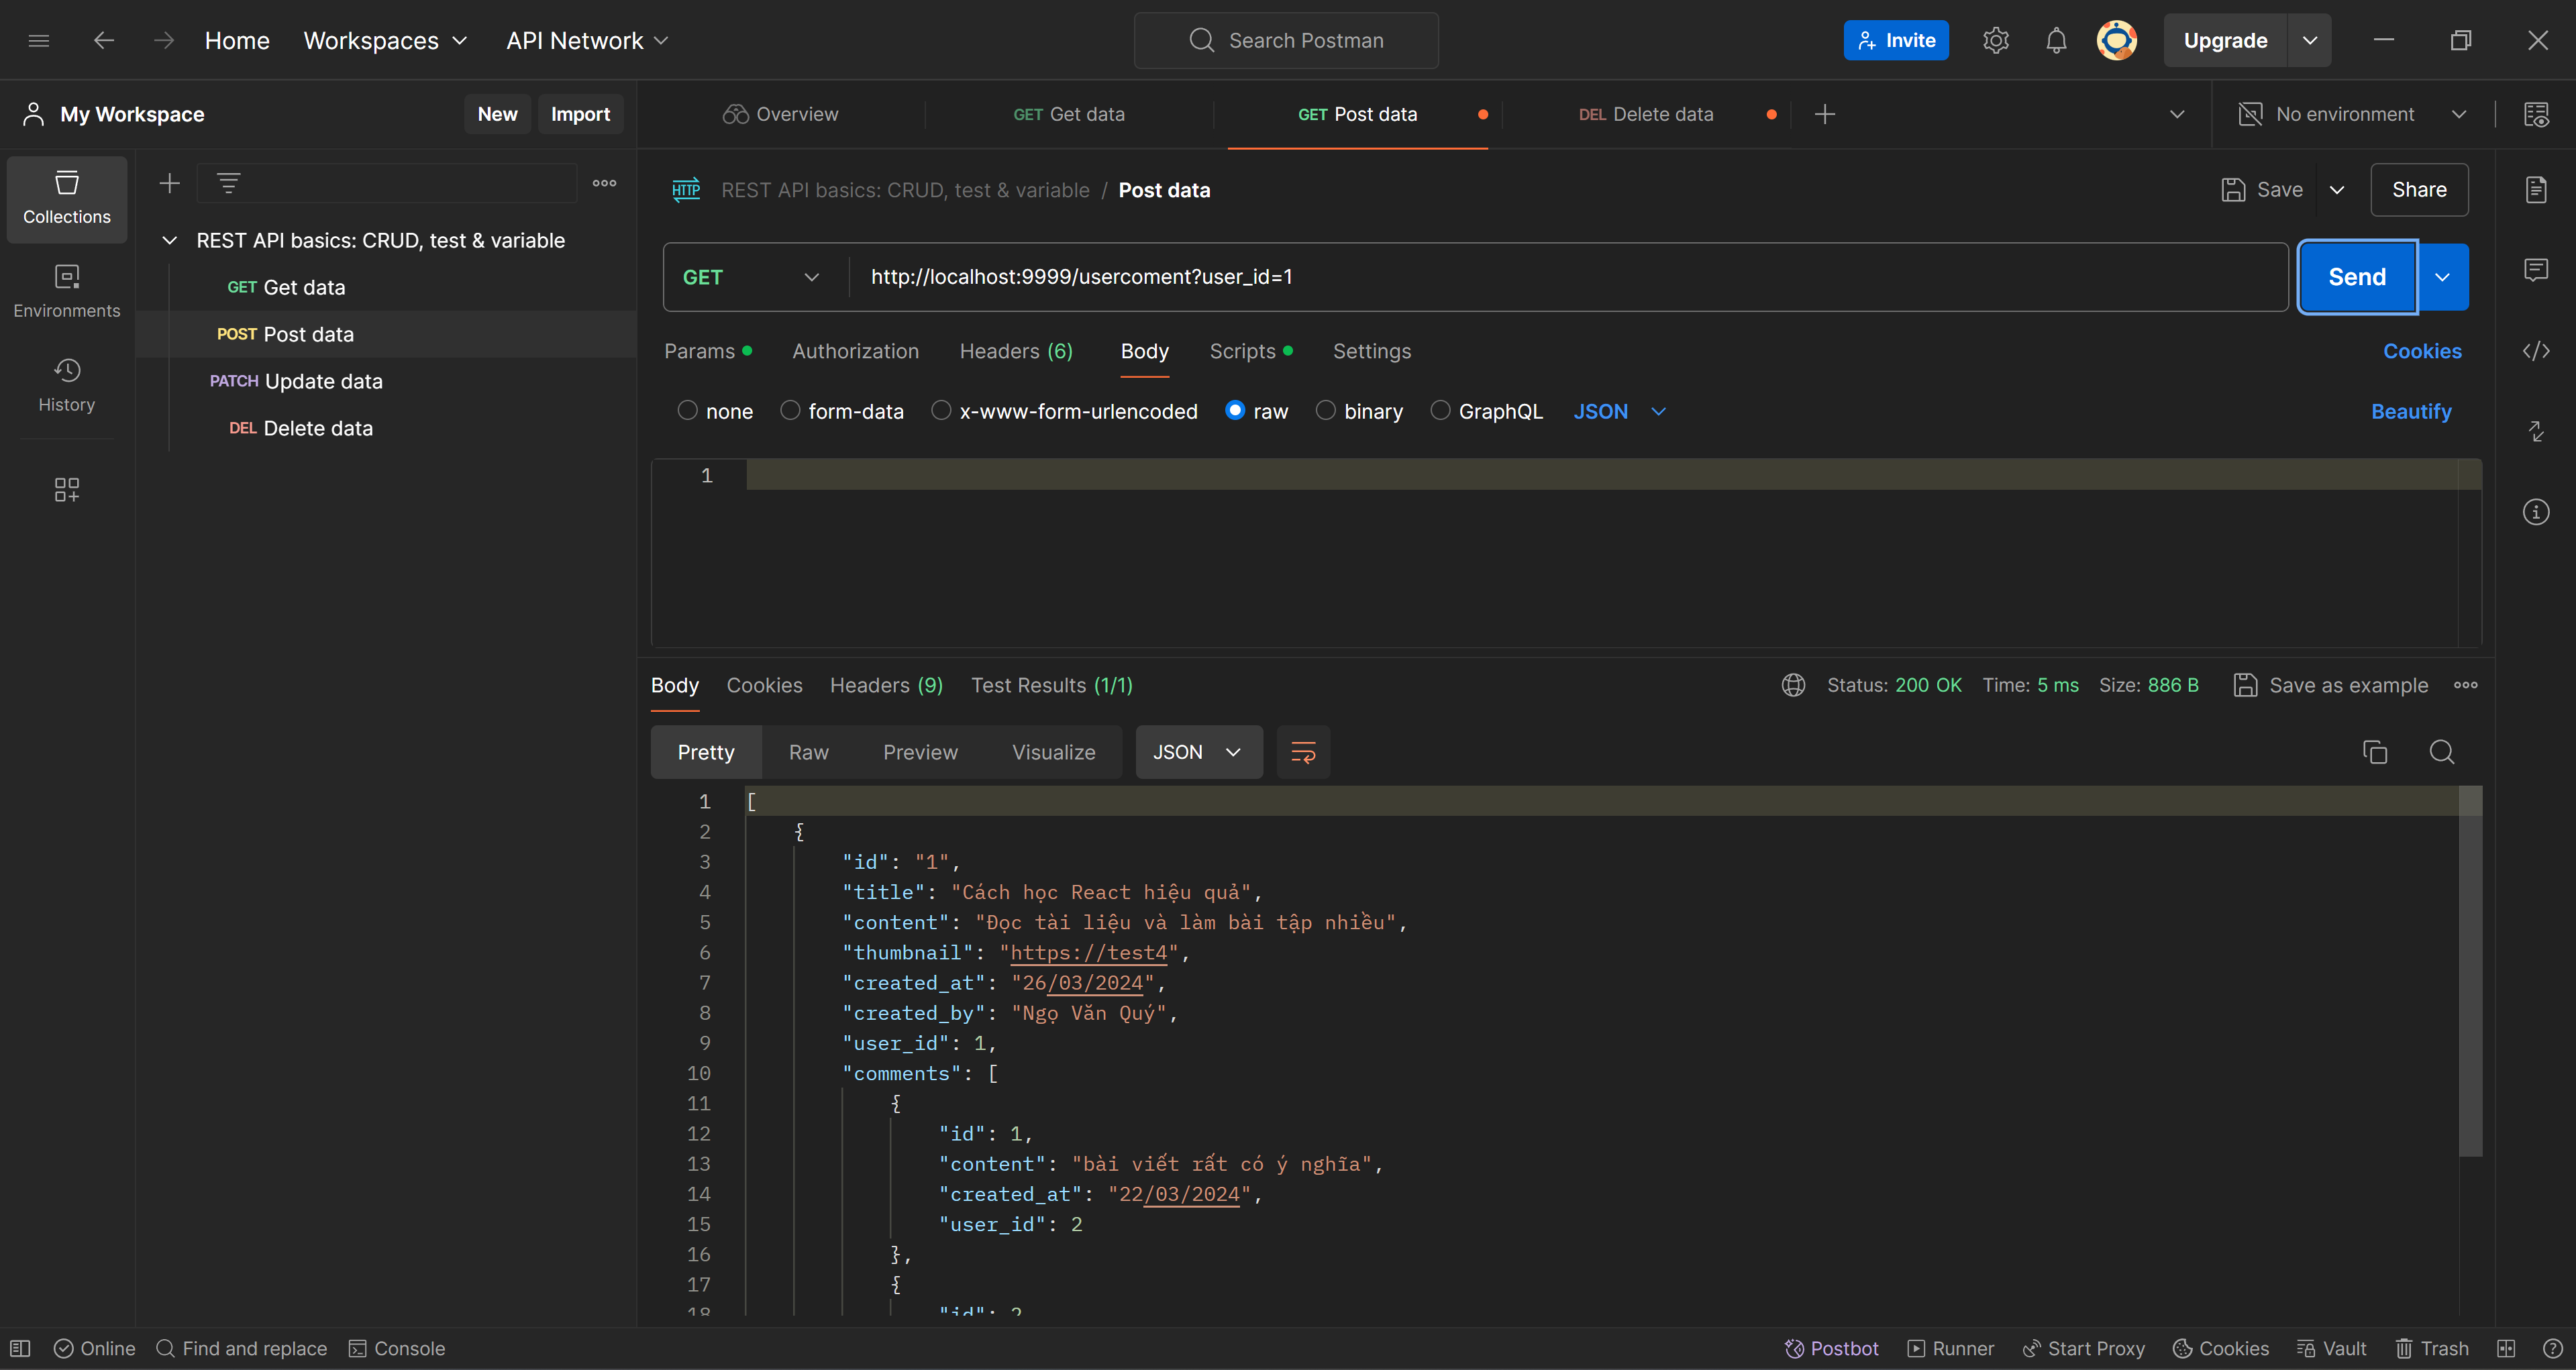 Home Workspaces API Network Search Postman Invite Upgrade
My Workspace New Import Overview GET Get data GET Post data DEL Delete data No environment
Collections
Environments
History
REST API basics: CRUD, test & variable
GET Get data
POST Post data
PATCH Update data
DEL Delete data
HTTP REST API basics: CRUD, test & variable / Post data Save Share
GET http://localhost:9999/usercoment?user_id=1 Send
Params Authorization Headers (6) Body Scripts Settings Cookies
none form-data x-www-form-urlencoded raw binary GraphQL JSON Beautify
1
Body Cookies Headers (9) Test Results (1/1) Status: 200 OK Time: 5 ms Size: 886 B Save as example
Pretty Raw Preview Visualize JSON
1 [
2 {
3 "id": "1",
4 "title": "Cách học React hiệu quả",
5 "content": "Đọc tài liệu và làm bài tập nhiều",
6 "thumbnail": "https://test4",
7 "created_at": "26/03/2024",
8 "created_by": "Ngọ Văn Quý",
9 "user_id": 1,
10 "comments": [
11 {
12 "id": 1,
13 "content": "bài viết rất có ý nghĩa",
14 "created_at": "22/03/2024",
15 "user_id": 2
16 },
17 {
18 "id": 2
Online Find and replace Console Postbot Runner Start Proxy Cookies Vault Trash